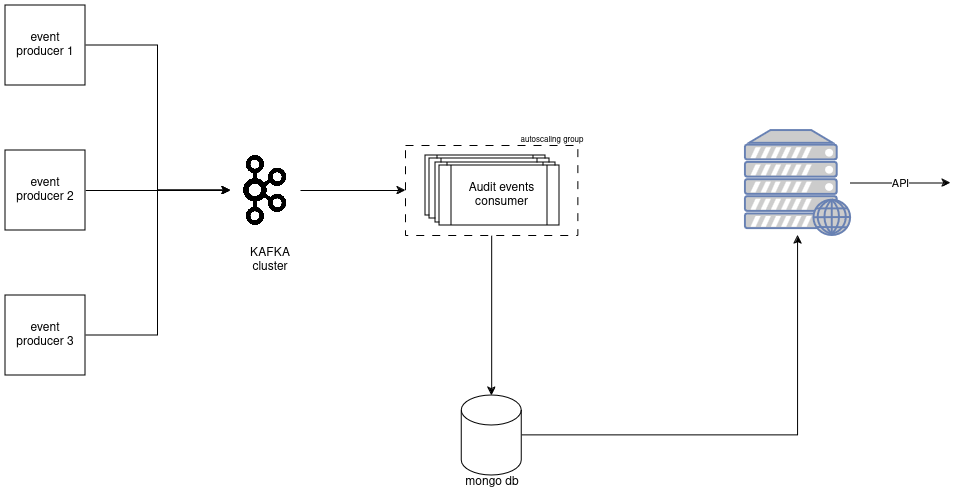 event
producer 1
event
producer 2
event
producer 3
KAFKA
cluster
autoscaling group
Audit events
consumer
mongo db
API